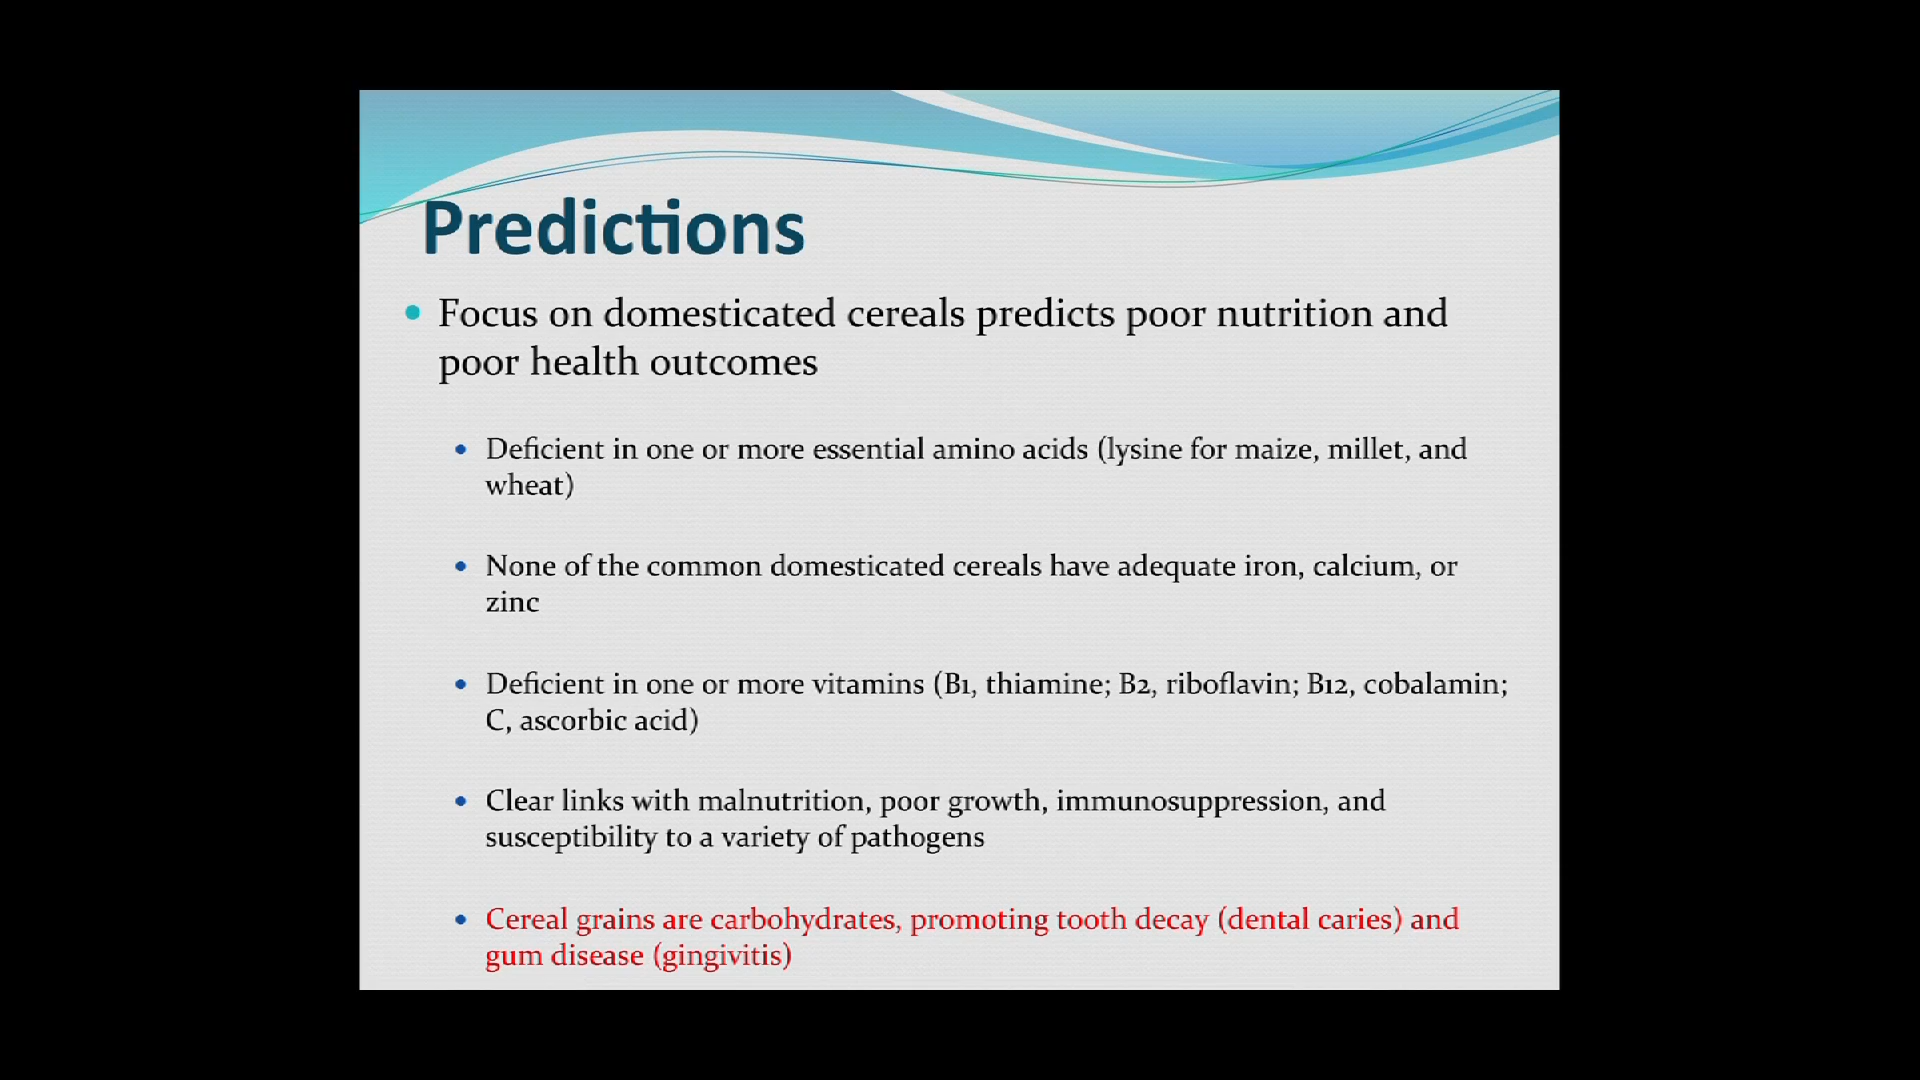 Predictions
• Focus on domesticated cereals predicts poor nutrition and
poor health outcomes
• Deficient in one or more essential amino acids (lysine for maize, millet, and
wheat)
• None of the common domesticated cereals have adequate iron, calcium, or
zinc
• Deficient in one or more vitamins (B1, thiamine; B2, riboflavin; B12, cobalamin;
C, ascorbic acid)
• Clear links with malnutrition, poor growth, immunosuppression, and
susceptibility to a variety of pathogens
• Cereal grains are carbohydrates, promoting tooth decay (dental caries) and
gum disease (gingivitis)